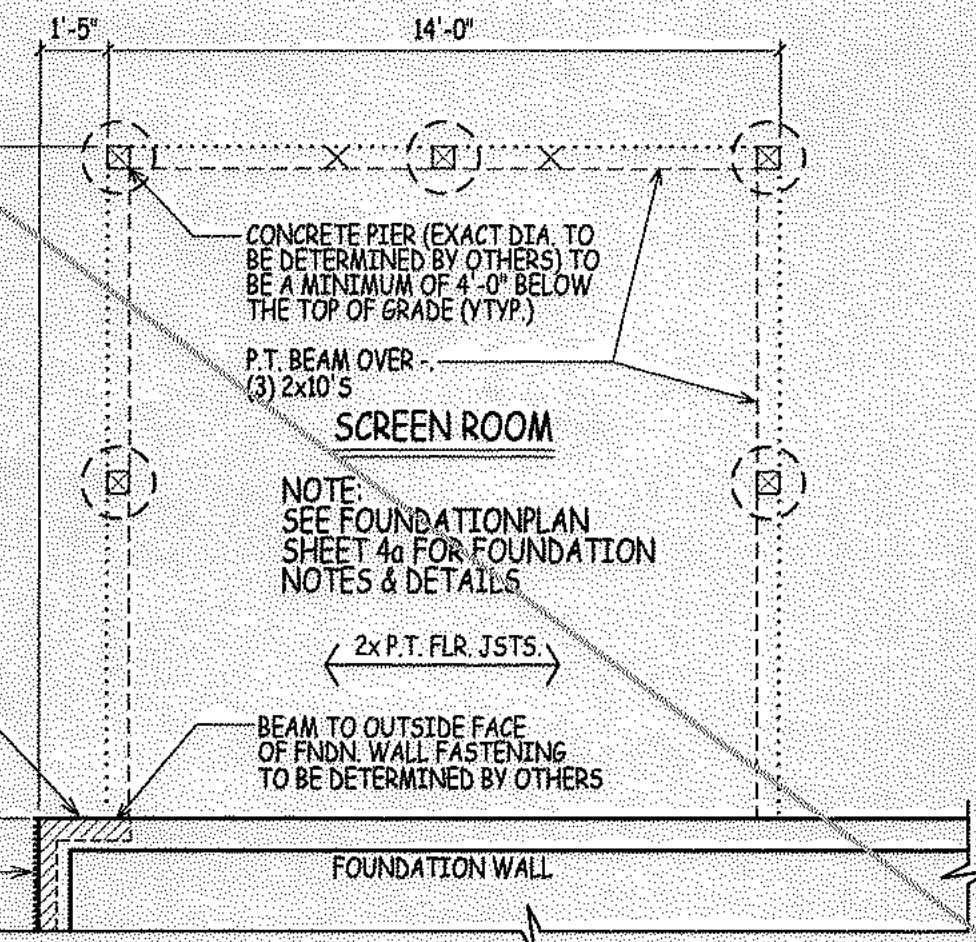 1'-5"
14'-0"
CONCRETE PIER (EXACT DIA. TO
BE DETERMINED BY OTHERS) TO
BE A MINIMUM OF 4'-0" BELOW
THE TOP OF GRADE (YTYP.)
P.T. BEAM OVER -.
(3) 2x10'S
SCREEN ROOM
NOTE:
SEE FOUNDATIONPLAN
SHEET 4a FOR FOUNDATION
NOTES & DETAILS
2x P.T. FLR. JSTS.
BEAM TO OUTSIDE FACE
OF FNDN. WALL FASTENING
TO BE DETERMINED BY OTHERS
FOUNDATION WALL